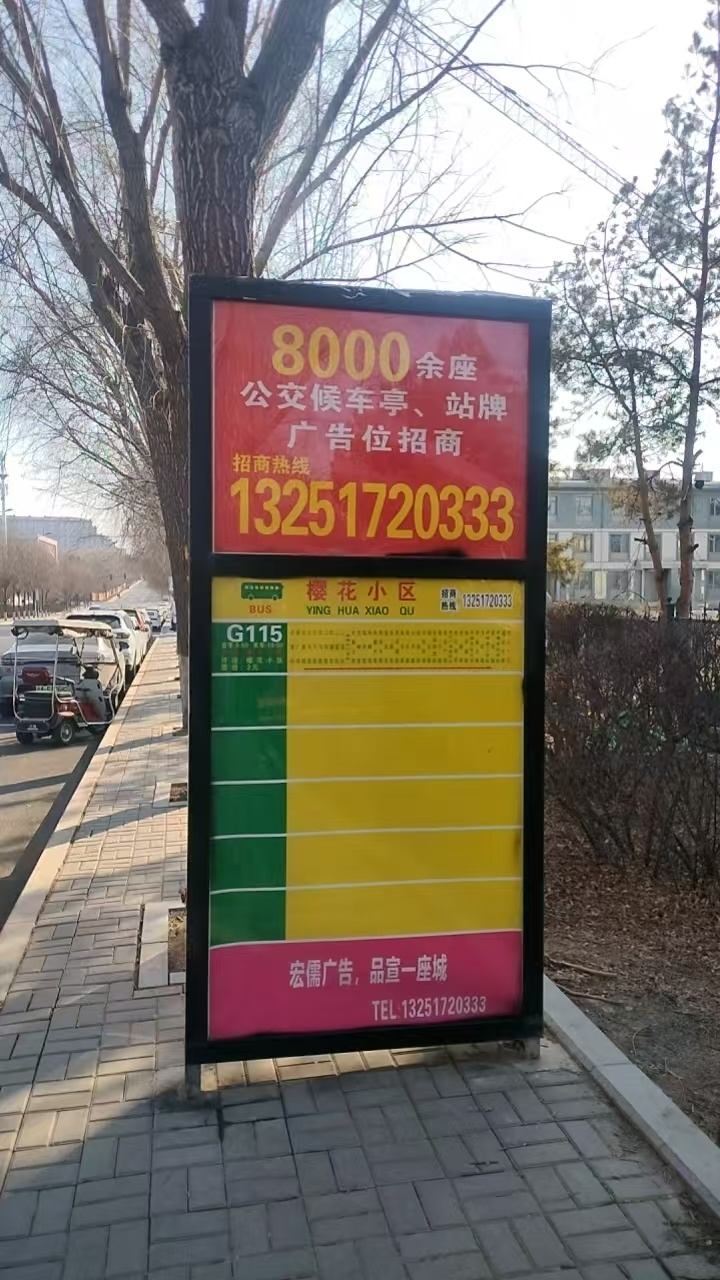 8000余座
公交候车亭、站牌
广告位招商
招商热线
13251720333
BUS
樱花小区
YING HUA XIAO QU
招商热线 13251720333
G115
宏儒广告，品宣一座城
TEL:13251720333